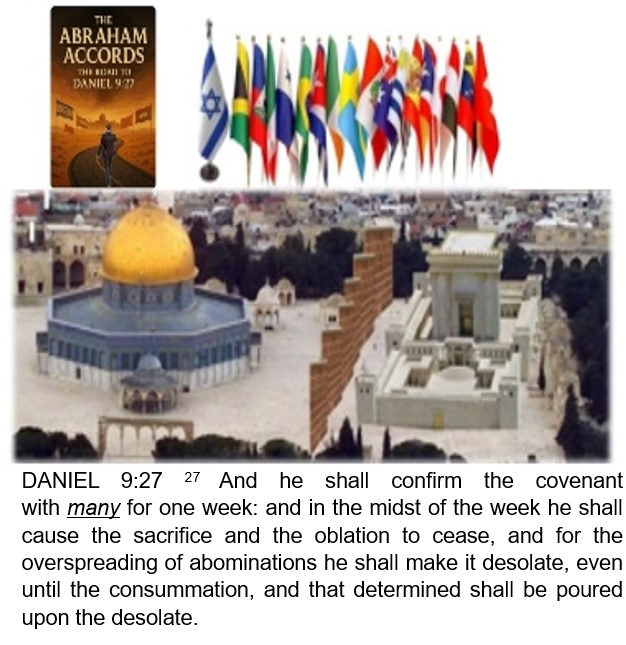 THE
ABRAHAM
ACCORDS
THE ROAD TO
DANIEL 9:27
DANIEL 9:27 27 And he shall confirm the covenant
with many for one week: and in the midst of the week he shall
cause the sacrifice and the oblation to cease, and for the
overspreading of abominations he shall make it desolate, even
until the consummation, and that determined shall be poured
upon the desolate.